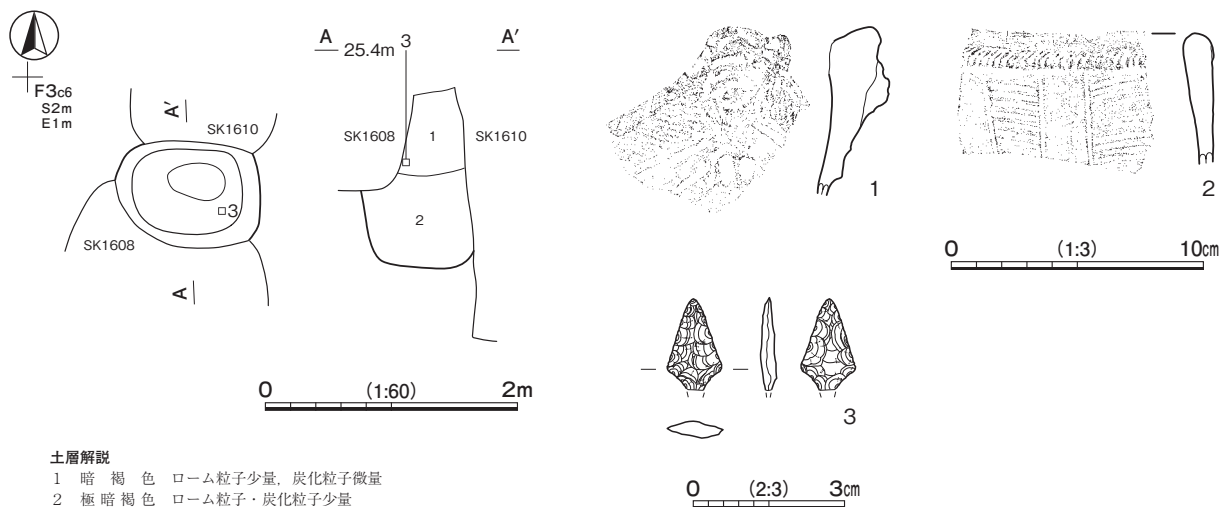 F3c6
S2m
E1m
A′
SK1610
3
SK1608
A
A
25.4m
3
A′
SK1608
1
SK1610
2
0 (1:60) 2m
1
2
0 (1:3) 10㎝
3
0 (2:3) 3㎝
土層解説
1 暗褐色 ローム粒子少量，炭化粒子微量
2 極暗褐色 ローム粒子・炭化粒子少量